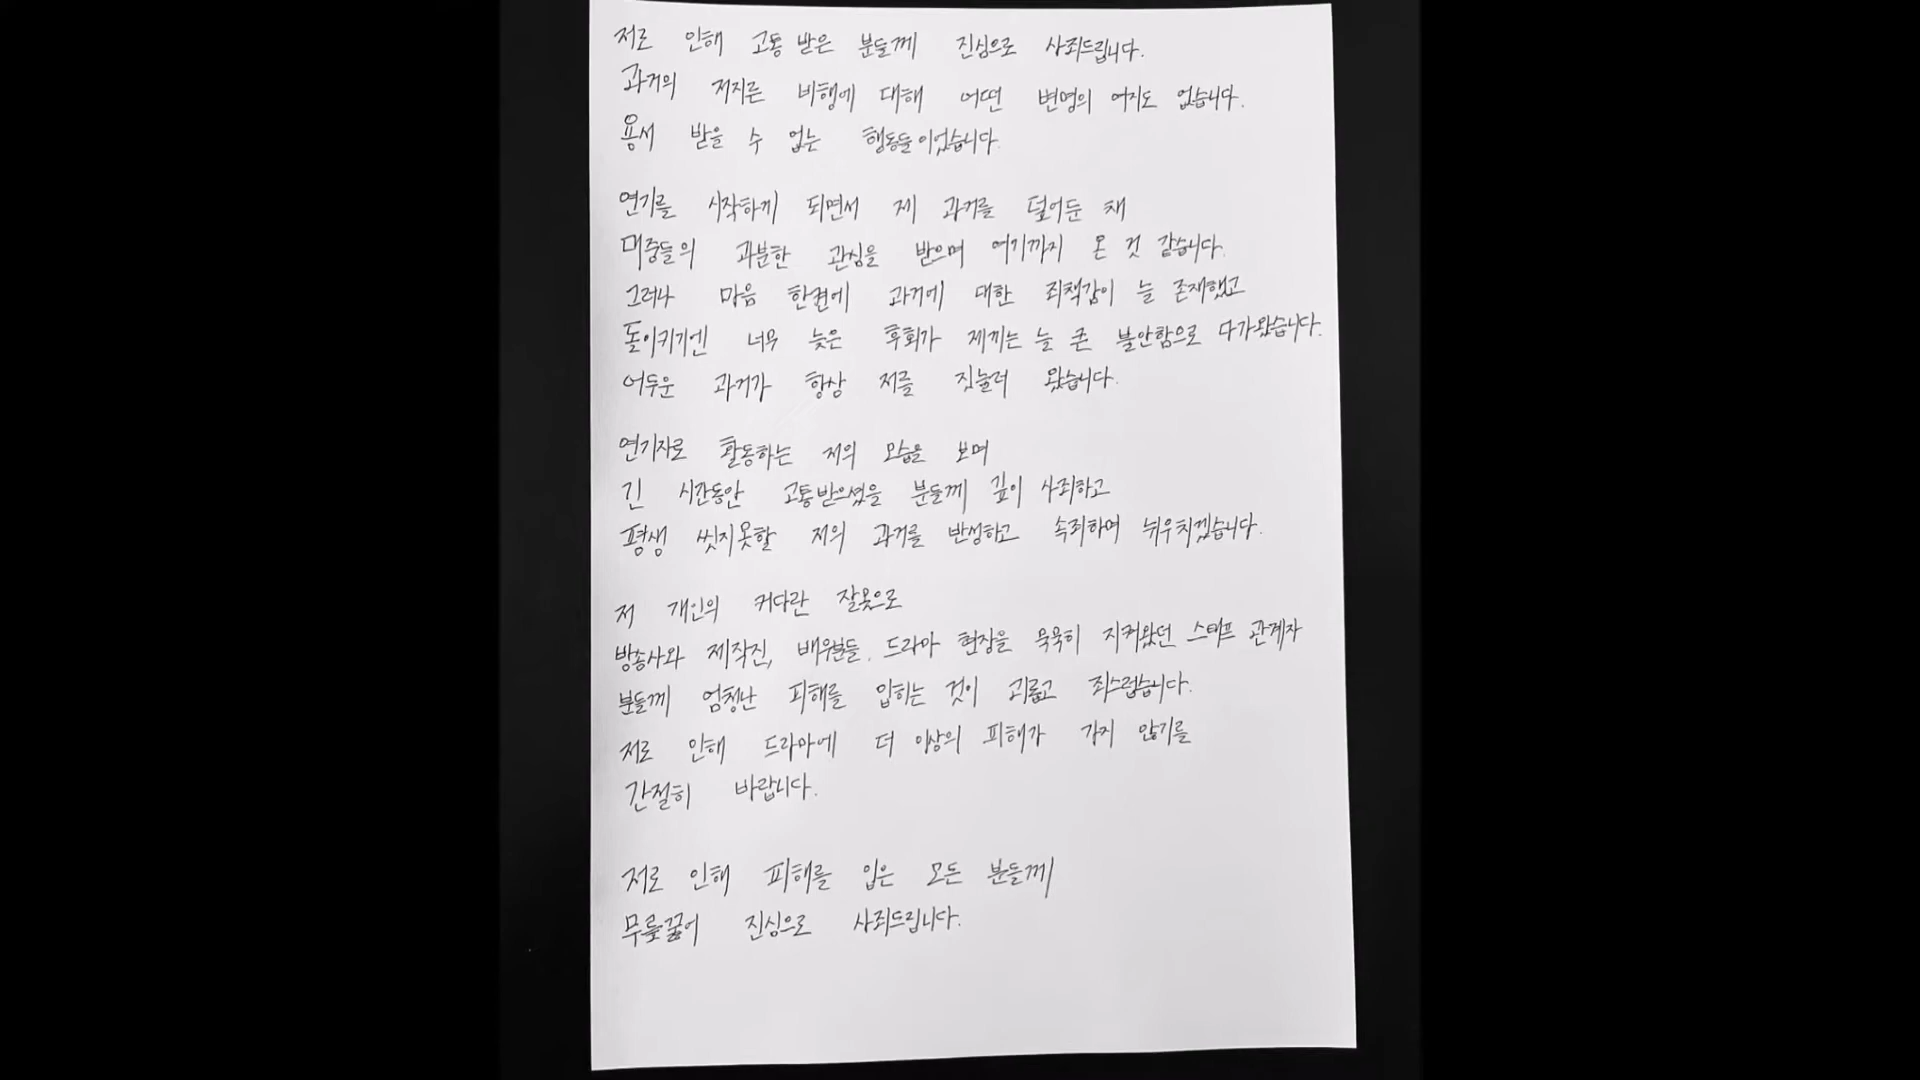 저로 인해 고통 받은 분들께 진심으로 사죄드립니다.
과거의 저지른 비행에 대해 어떤 변명의 여지도 없습니다.
용서 받을 수 없는 행동들이었습니다.
연기를 시작하게 되면서 제 과거를 덮어둔 채
대중들의 과분한 관심을 받으며 여기까지 온 것 같습니다.
그러나 마음 한켠에 과거에 대한 죄책감이 늘 존재했고
돌이키기엔 너무 늦은 후회가 제게는 늘 큰 불안함으로 다가왔습니다.
어두운 과거가 항상 저를 짓눌러 왔습니다.
연기자로 활동하는 저의 모습을 보며
긴 시간동안 고통받으셨을 분들께 깊이 사죄하고
평생 씻지못할 저의 과거를 반성하고 속죄하며 뉘우치겠습니다.
저 개인의 커다란 잘못으로
방송사와 제작진, 배우분들, 드라마 현장을 묵묵히 지켜왔던 스태프 관계자
분들께 엄청난 피해를 입히는 것이 괴롭고 죄스럽습니다.
저로 인해 드라마에 더 이상의 피해가 가지 않기를
간절히 바랍니다.
저로 인해 피해를 입은 모든 분들께
무릎꿇어 진심으로 사죄드립니다.